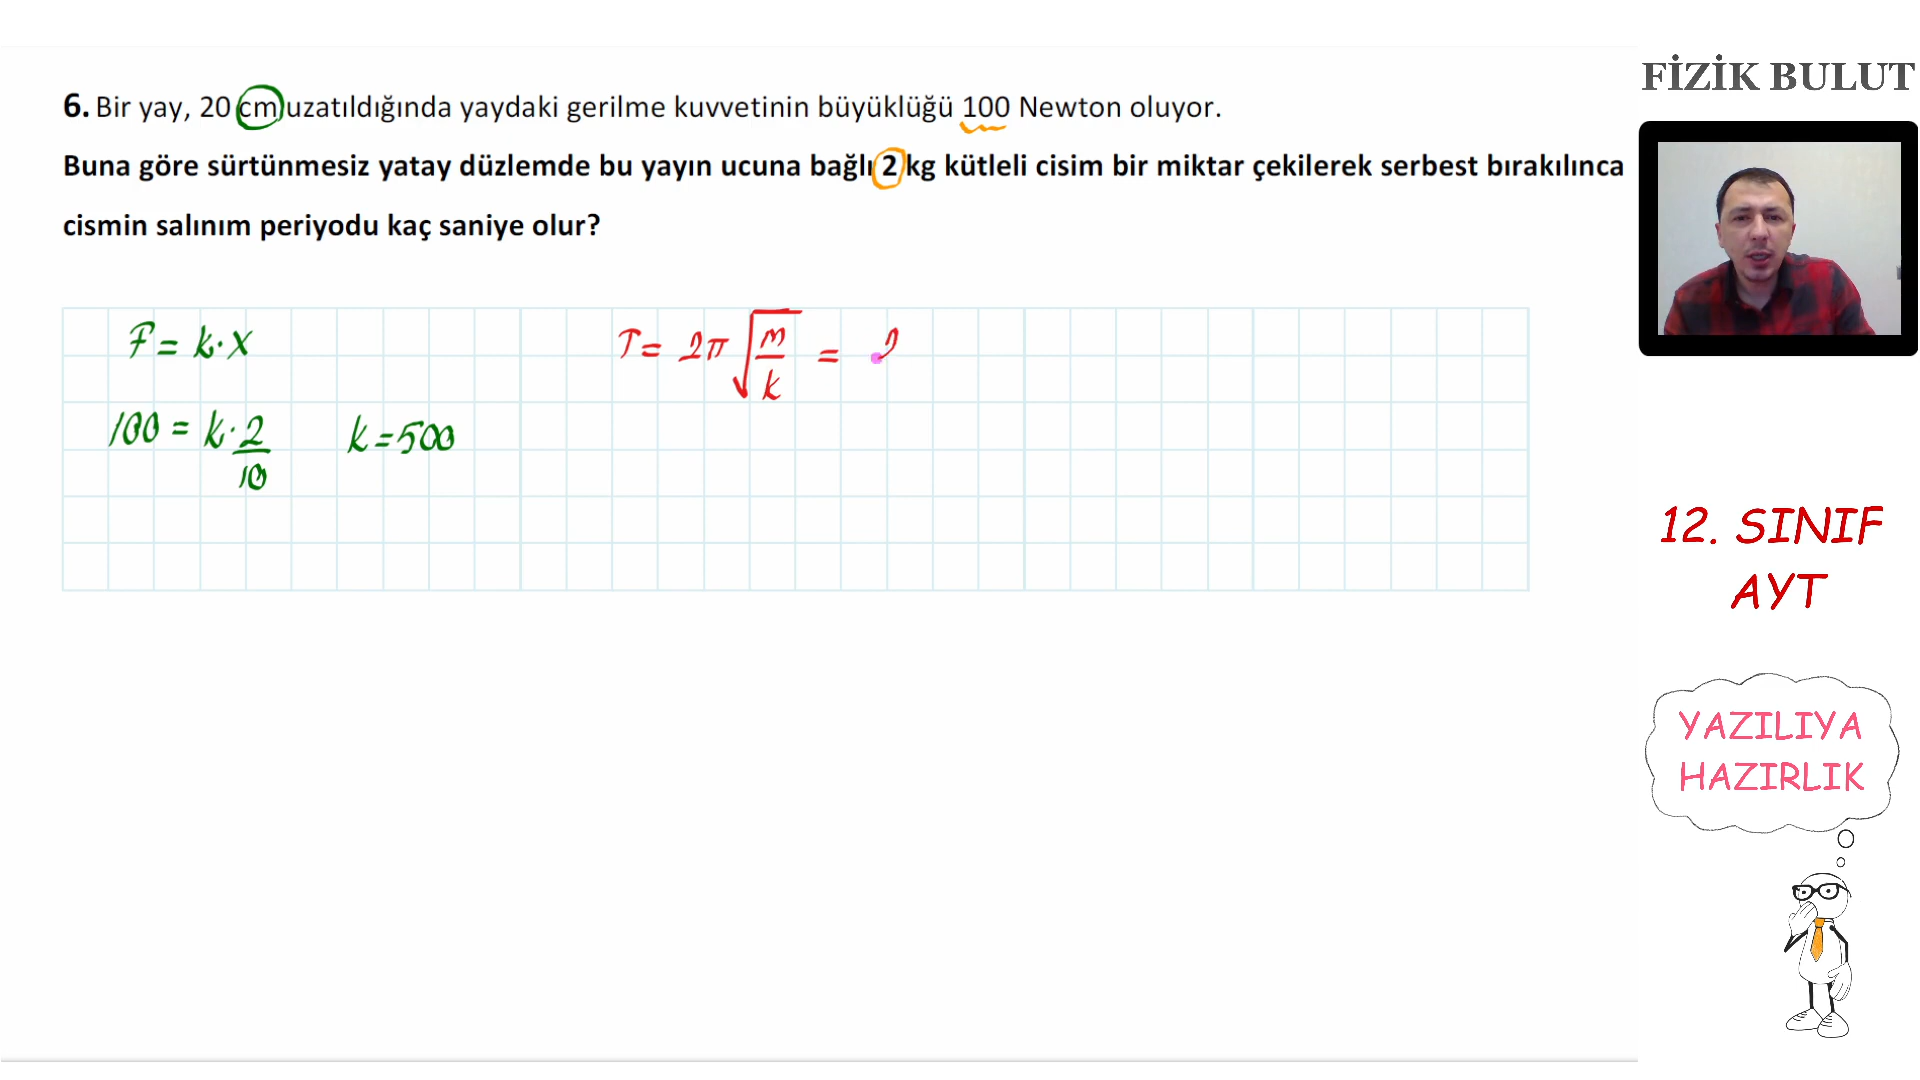 FİZİK BULUT
6. Bir yay, 20 cm uzatıldığında yaydaki gerilme kuvvetinin büyüklüğü 100 Newton oluyor.
Buna göre sürtünmesiz yatay düzlemde bu yayın ucuna bağlı 2 kg kütleli cisim bir miktar çekilerek serbest bırakılınca
cismin salınım periyodu kaç saniye olur?
F = k·x
100 = k·2/10
k = 500
T = 2π√m/k = 2
12. SINIF
AYT
YAZILIYA
HAZIRLIK